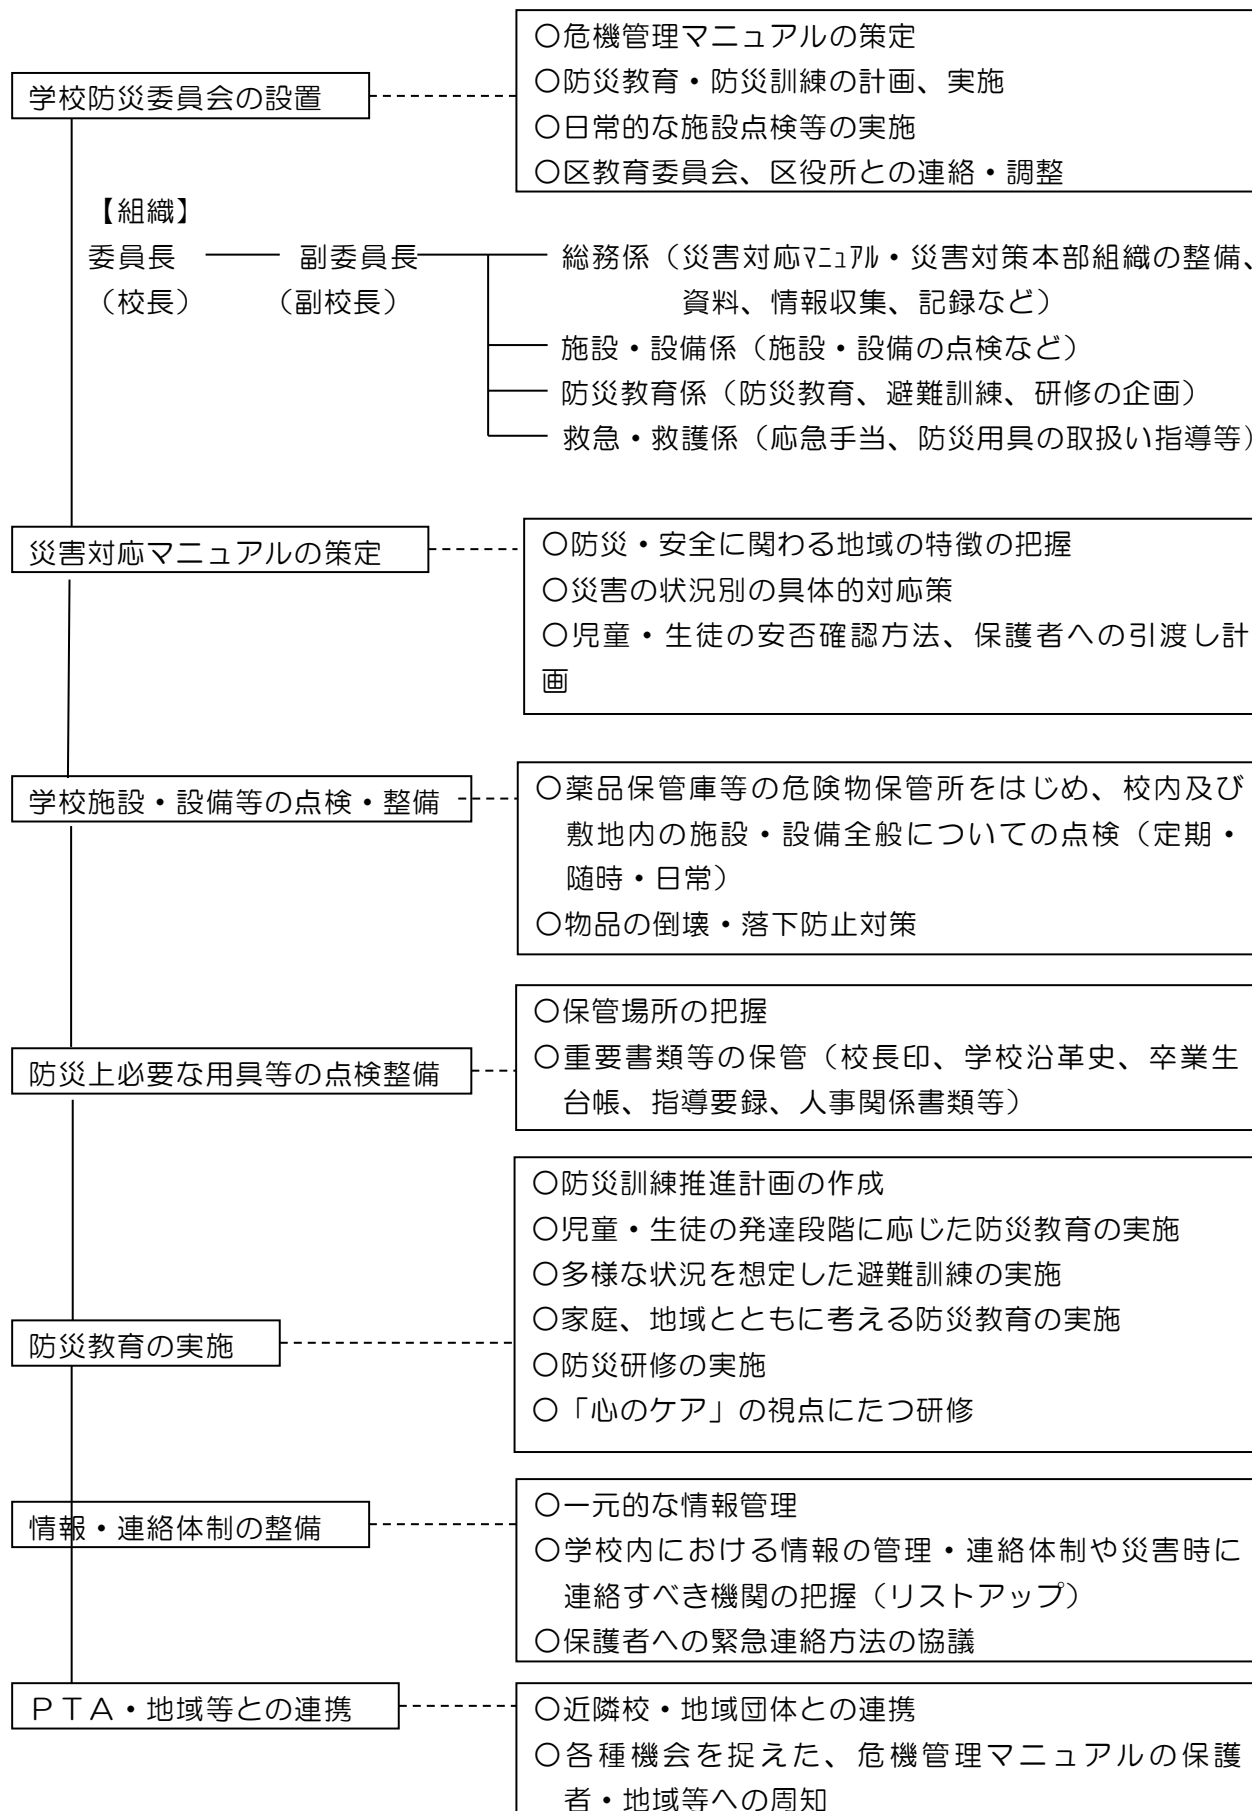 学校防災委員会の設置
〇危機管理マニュアルの策定
〇防災教育・防災訓練の計画、実施
〇日常的な施設点検等の実施
〇区教育委員会、区役所との連絡・調整
【組織】
委員長 副委員長 総務係（災害対応ﾏﾆｭｱﾙ・災害対策本部組織の整備、
（校長） （副校長） 資料、情報収集、記録など）
施設・設備係（施設・設備の点検など）
防災教育係（防災教育、避難訓練、研修の企画）
救急・救護係（応急手当、防災用具の取扱い指導等）
災害対応マニュアルの策定
〇防災・安全に関わる地域の特徴の把握
〇災害の状況別の具体的対応策
〇児童・生徒の安否確認方法、保護者への引渡し計
画
学校施設・設備等の点検・整備
〇薬品保管庫等の危険物保管所をはじめ、校内及び
敷地内の施設・設備全般についての点検（定期・
随時・日常）
〇物品の倒壊・落下防止対策
防災上必要な用具等の点検整備
〇保管場所の把握
〇重要書類等の保管（校長印、学校沿革史、卒業生
台帳、指導要録、人事関係書類等）
防災教育の実施
〇防災訓練推進計画の作成
〇児童・生徒の発達段階に応じた防災教育の実施
〇多様な状況を想定した避難訓練の実施
〇家庭、地域とともに考える防災教育の実施
〇防災研修の実施
〇「心のケア」の視点にたつ研修
情報・連絡体制の整備
〇一元的な情報管理
〇学校内における情報の管理・連絡体制や災害時に
連絡すべき機関の把握（リストアップ）
〇保護者への緊急連絡方法の協議
ＰＴＡ・地域等との連携
〇近隣校・地域団体との連携
〇各種機会を捉えた、危機管理マニュアルの保護
者・地域等への周知